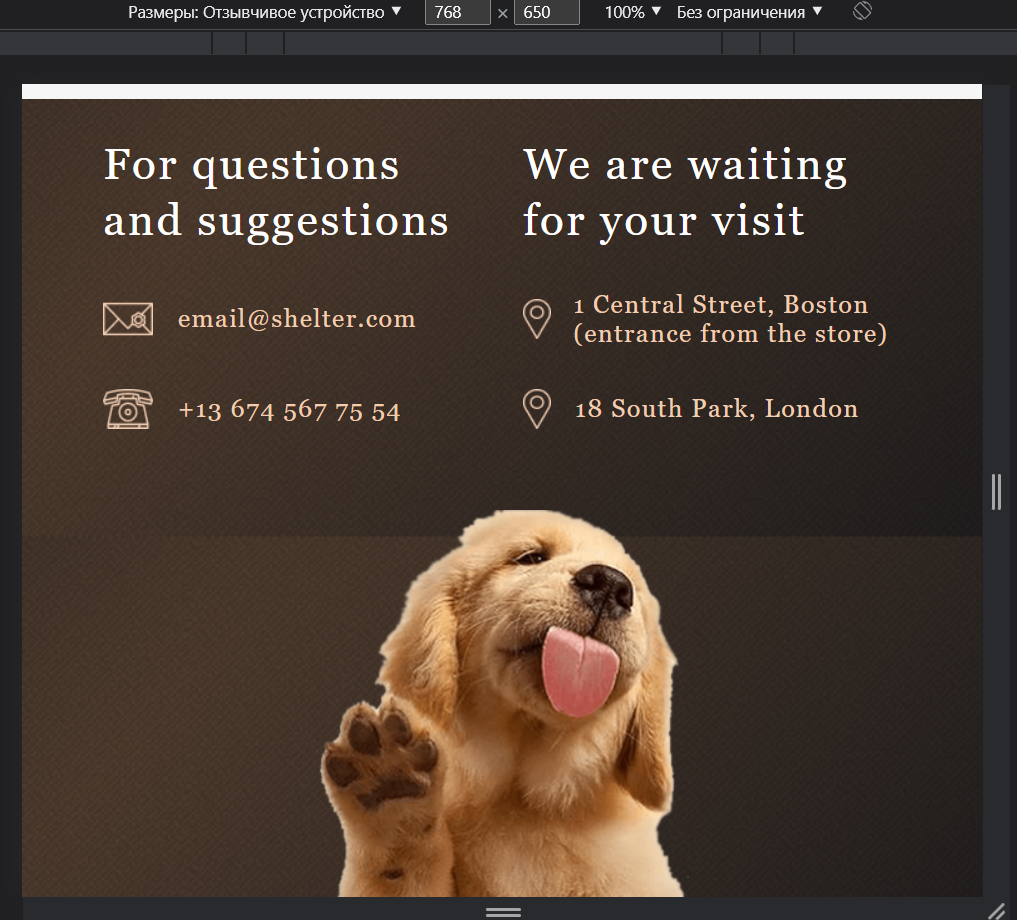 Размеры: Отзывчивое устройство ▼ 768 × 650 100% ▼ Без ограничения ▼
For questions
and suggestions
email@shelter.com
+13 674 567 75 54
We are waiting
for your visit
1 Central Street, Boston
(entrance from the store)
18 South Park, London